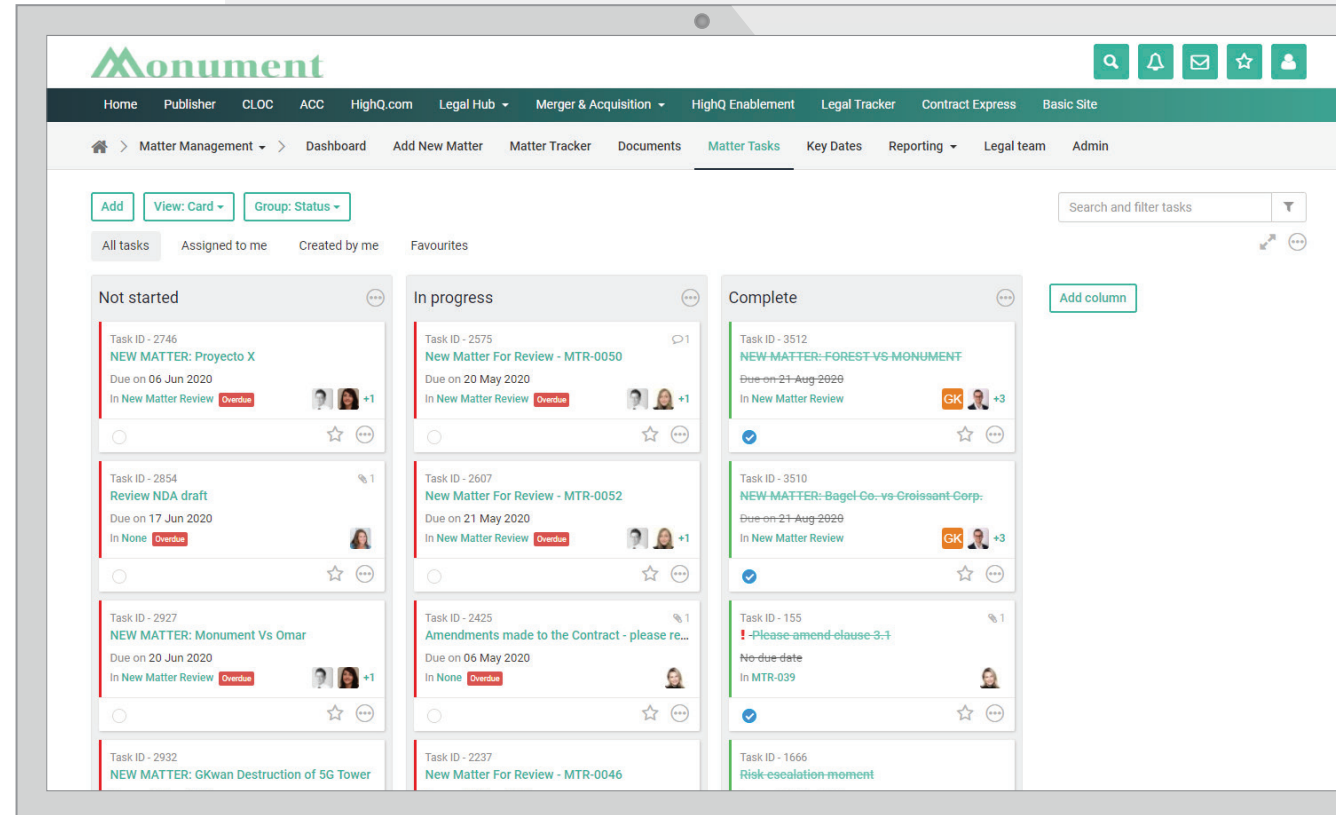 Monument
Home Publisher CLOC ACC HighQ.com Legal Hub Merger & Acquisition HighQ Enablement Legal Tracker Contract Express Basic Site
Matter Management Dashboard Add New Matter Matter Tracker Documents Matter Tasks Key Dates Reporting Legal team Admin
Add View: Card Group: Status Search and filter tasks
All tasks Assigned to me Created by me Favourites
Not started
Task ID - 2746
NEW MATTER: Proyecto X
Due on 06 Jun 2020
In New Matter Review Overdue +1
Task ID - 2854 1
Review NDA draft
Due on 17 Jun 2020
In None Overdue
Task ID - 2927
NEW MATTER: Monument Vs Omar
Due on 20 Jun 2020
In New Matter Review Overdue +1
Task ID - 2932
NEW MATTER: GKwan Destruction of 5G Tower
In progress
Task ID - 2575 1
New Matter For Review - MTR-0050
Due on 20 May 2020
In New Matter Review Overdue +1
Task ID - 2607
New Matter For Review - MTR-0052
Due on 21 May 2020
In New Matter Review Overdue +1
Task ID - 2425 1
Amendments made to the Contract - please re...
Due on 06 May 2020
In None Overdue
Task ID - 2237
New Matter For Review - MTR-0046
Complete
Task ID - 3512
NEW MATTER: FOREST VS MONUMENT
Due on 21 Aug 2020
In New Matter Review GK +3
Task ID - 3510
NEW MATTER: Bagel Co. vs Croissant Corp.
Due on 21 Aug 2020
In New Matter Review GK +3
Task ID - 155 1
! Please amend clause 3.1
No due date
In MTR-039
Task ID - 1666
Risk escalation moment
Add column